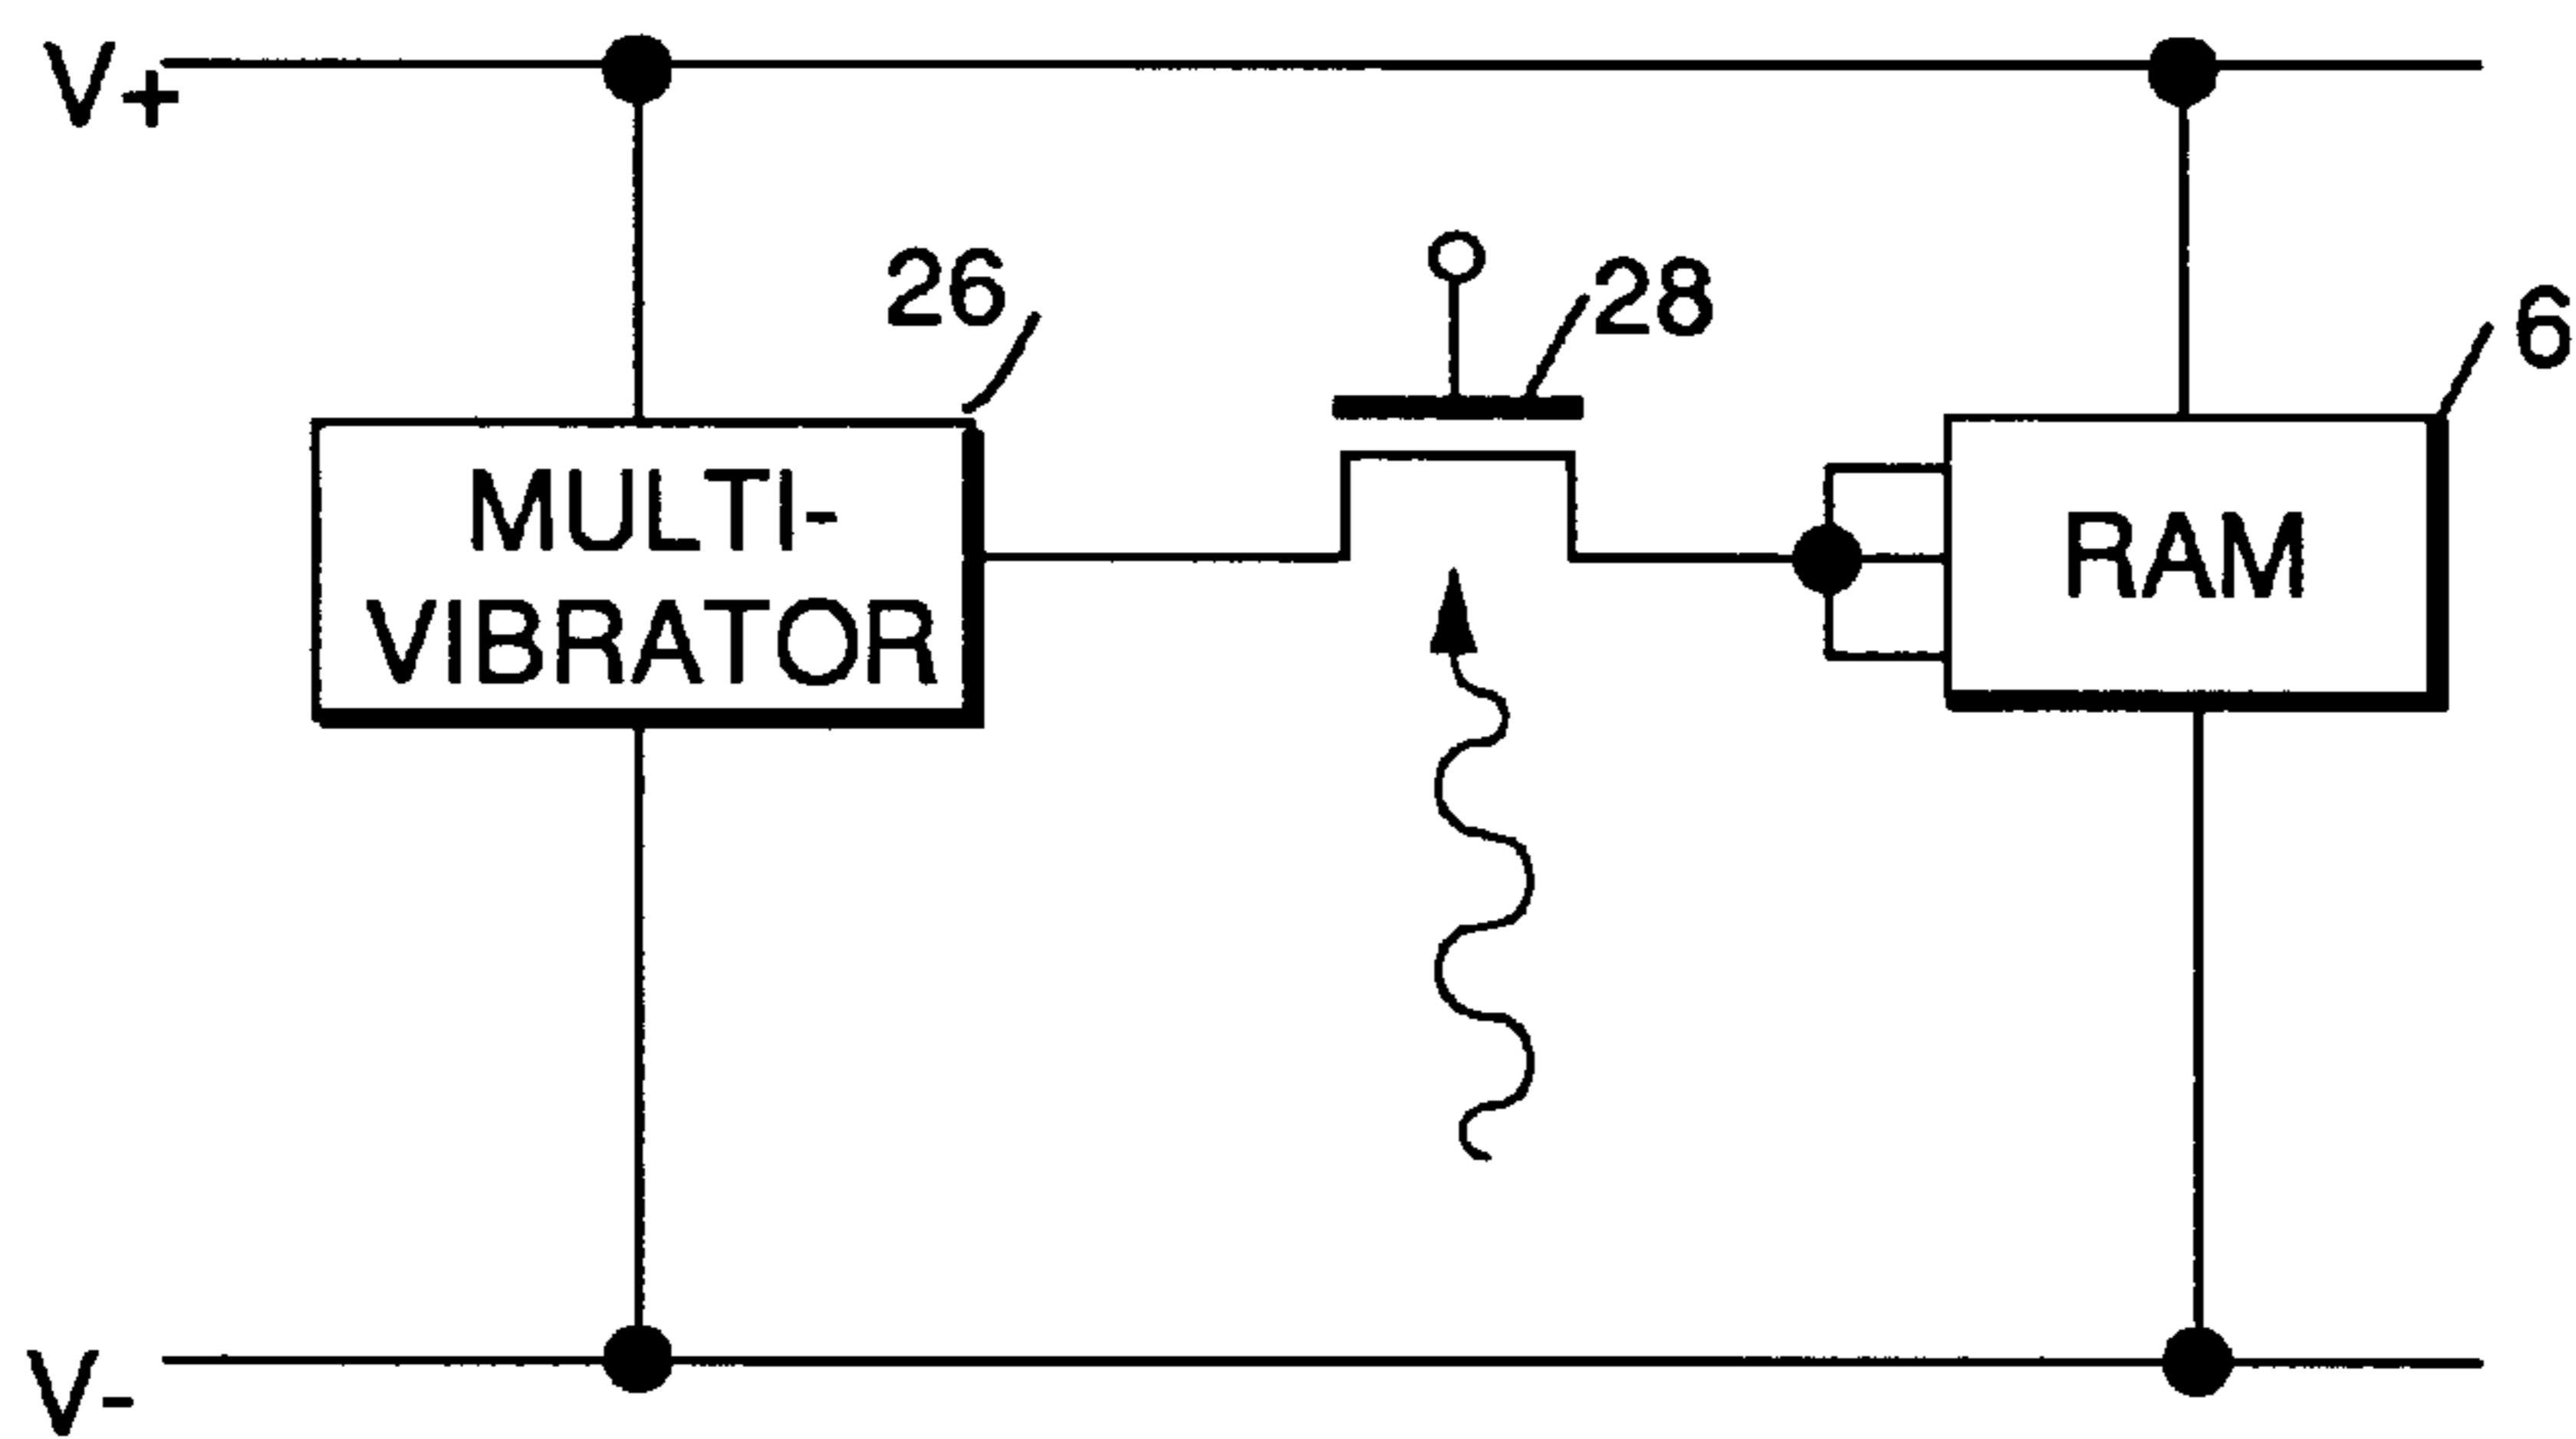 V+
26
28
6
MULTI-
VIBRATOR
RAM
V-